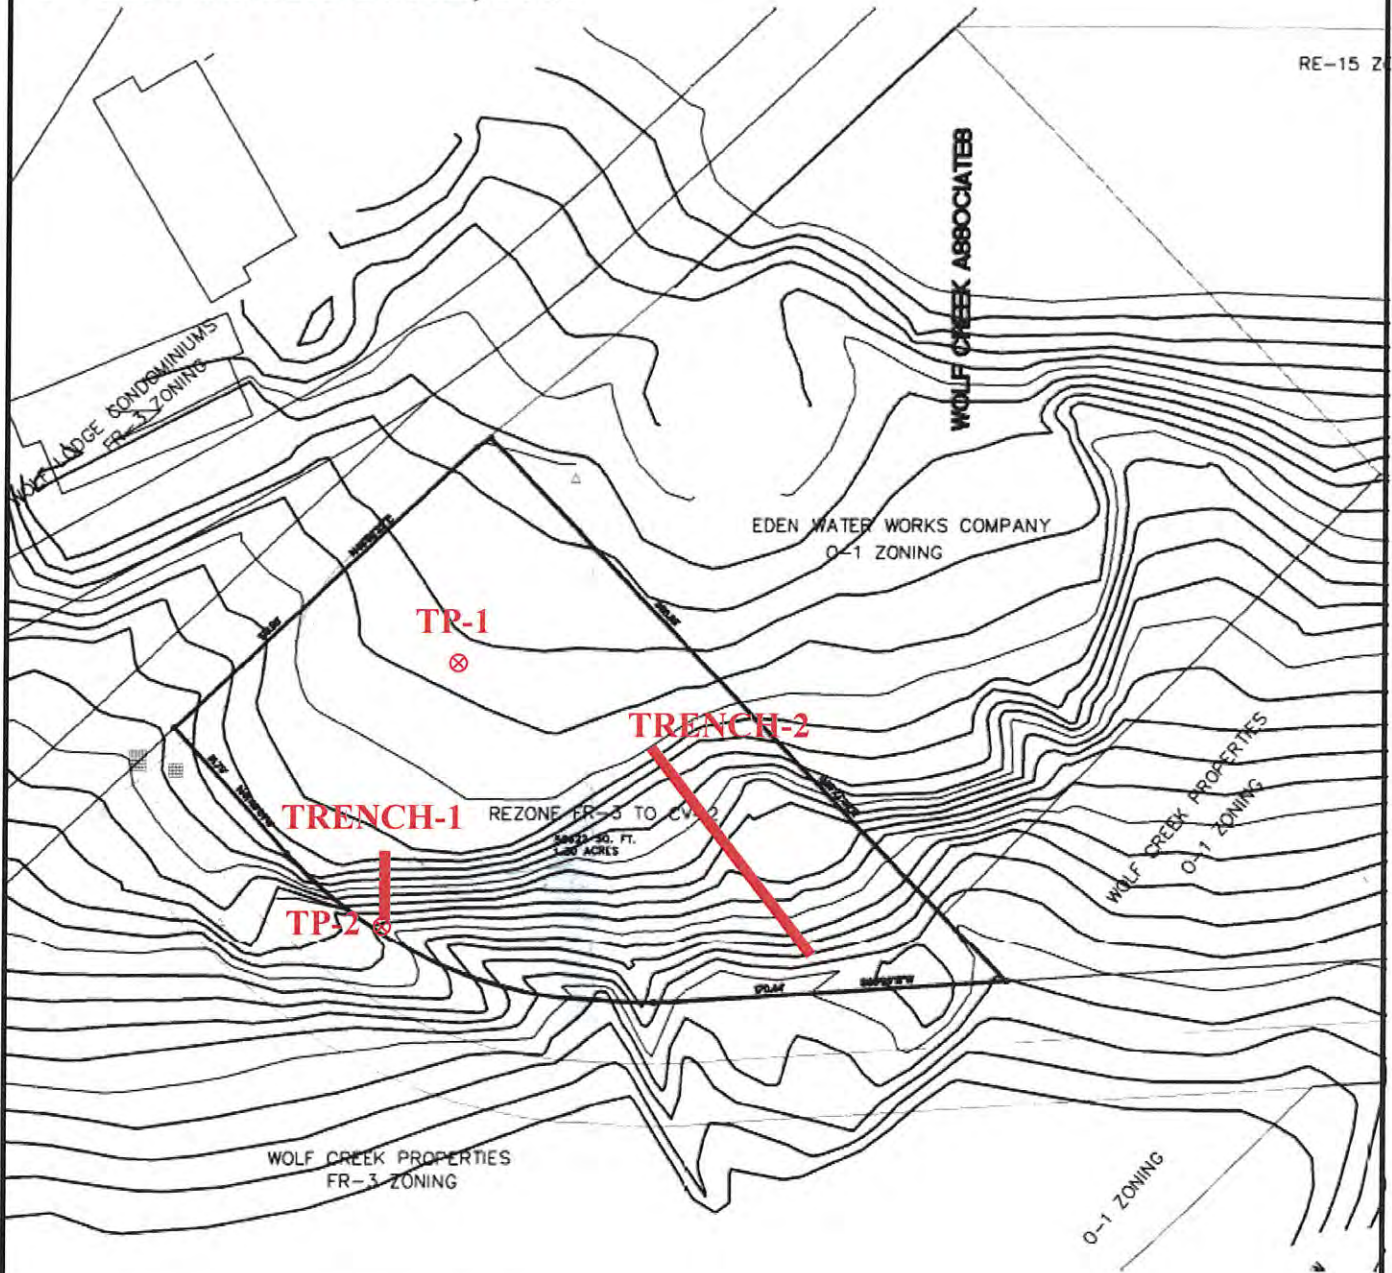 RE-15
WOLF CREEK ASSOCIATES
WOLF LODGE CONDOMINIUMS
FR-3 ZONING
EDEN WATER WORKS COMPANY
O-1 ZONING
TP-1
TRENCH-2
TRENCH-1
REZONE FR-3 TO CV-2
SQ. FT.
ACRES
WOLF CREEK PROPERTIES
O-1 ZONING
TP-2
WOLF CREEK PROPERTIES
FR-3 ZONING
O-1 ZONING